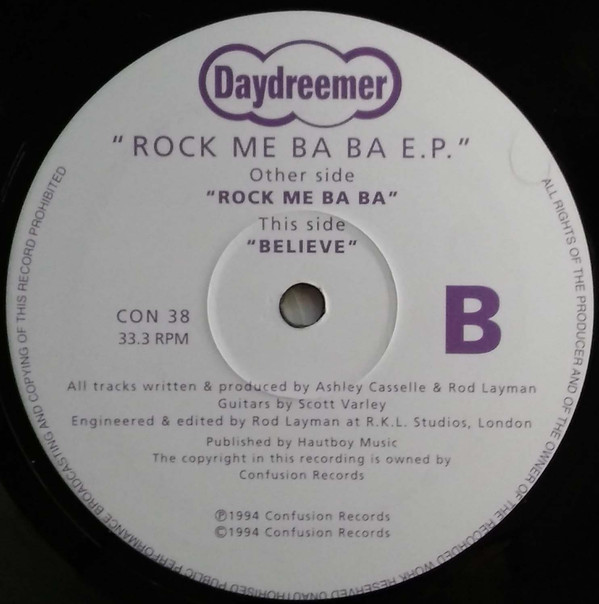 Daydreemer
"ROCK ME BA BA E.P."
Other side
"ROCK ME BA BA"
This side
"BELIEVE"
CON 38
33.3 RPM
B
All tracks written & produced by Ashley Casselle & Rod Layman
Guitars by Scott Varley
Engineered & edited by Rod Layman at R.K.L. Studios, London
Published by Hautboy Music
The copyright in this recording is owned by
Confusion Records
℗1994 Confusion Records
©1994 Confusion Records
ALL RIGHTS OF THE PRODUCER AND OF THE OWNER OF THE RECORDED WORK RESERVED UNAUTHORISED PUBLIC PERFORMANCE BROADCASTING AND COPYING OF THIS RECORD PROHIBITED